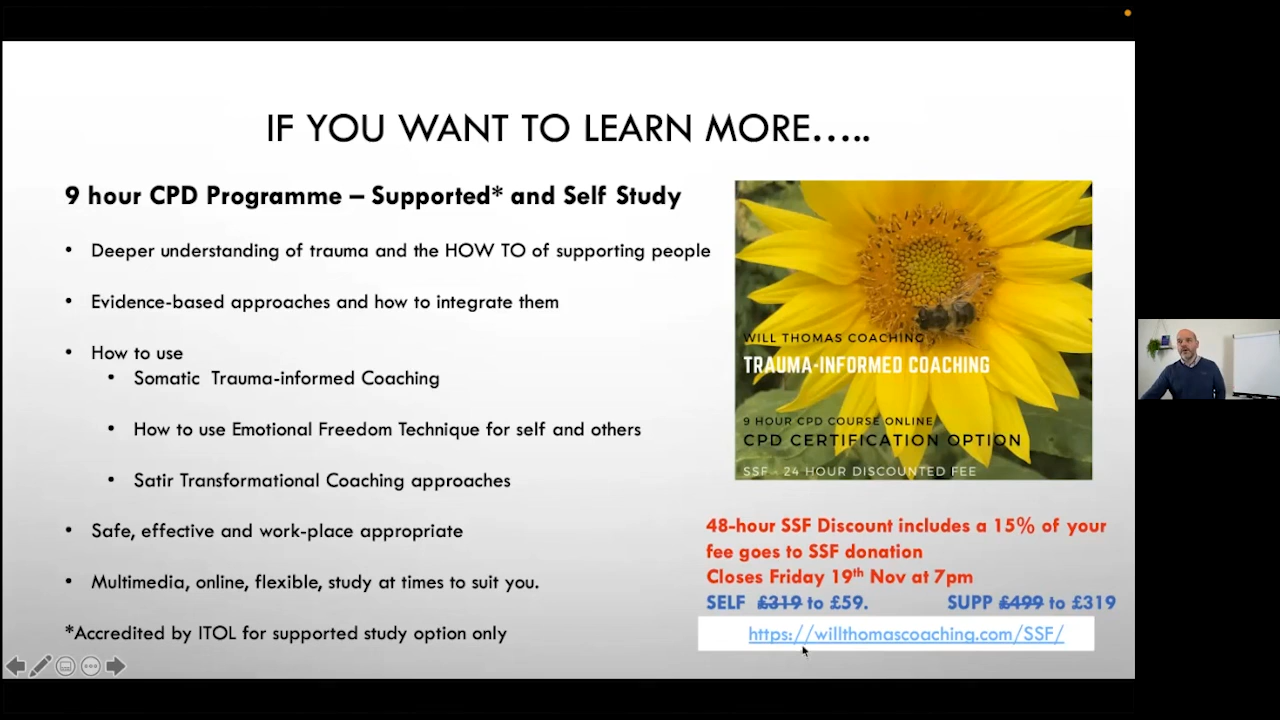 IF YOU WANT TO LEARN MORE.....
9 hour CPD Programme – Supported* and Self Study
• Deeper understanding of trauma and the HOW TO of supporting people
• Evidence-based approaches and how to integrate them
• How to use
• Somatic Trauma-informed Coaching
• How to use Emotional Freedom Technique for self and others
• Satir Transformational Coaching approaches
• Safe, effective and work-place appropriate
• Multimedia, online, flexible, study at times to suit you.
*Accredited by ITOL for supported study option only
WILL THOMAS COACHING
TRAUMA-INFORMED COACHING
9 HOUR CPD COURSE ONLINE
CPD CERTIFICATION OPTION
SSF - 24 HOUR DISCOUNTED FEE
48-hour SSF Discount includes a 15% of your
fee goes to SSF donation
Closes Friday 19th Nov at 7pm
SELF £319 to £59. SUPP £499 to £319
https://willthomascoaching.com/SSF/